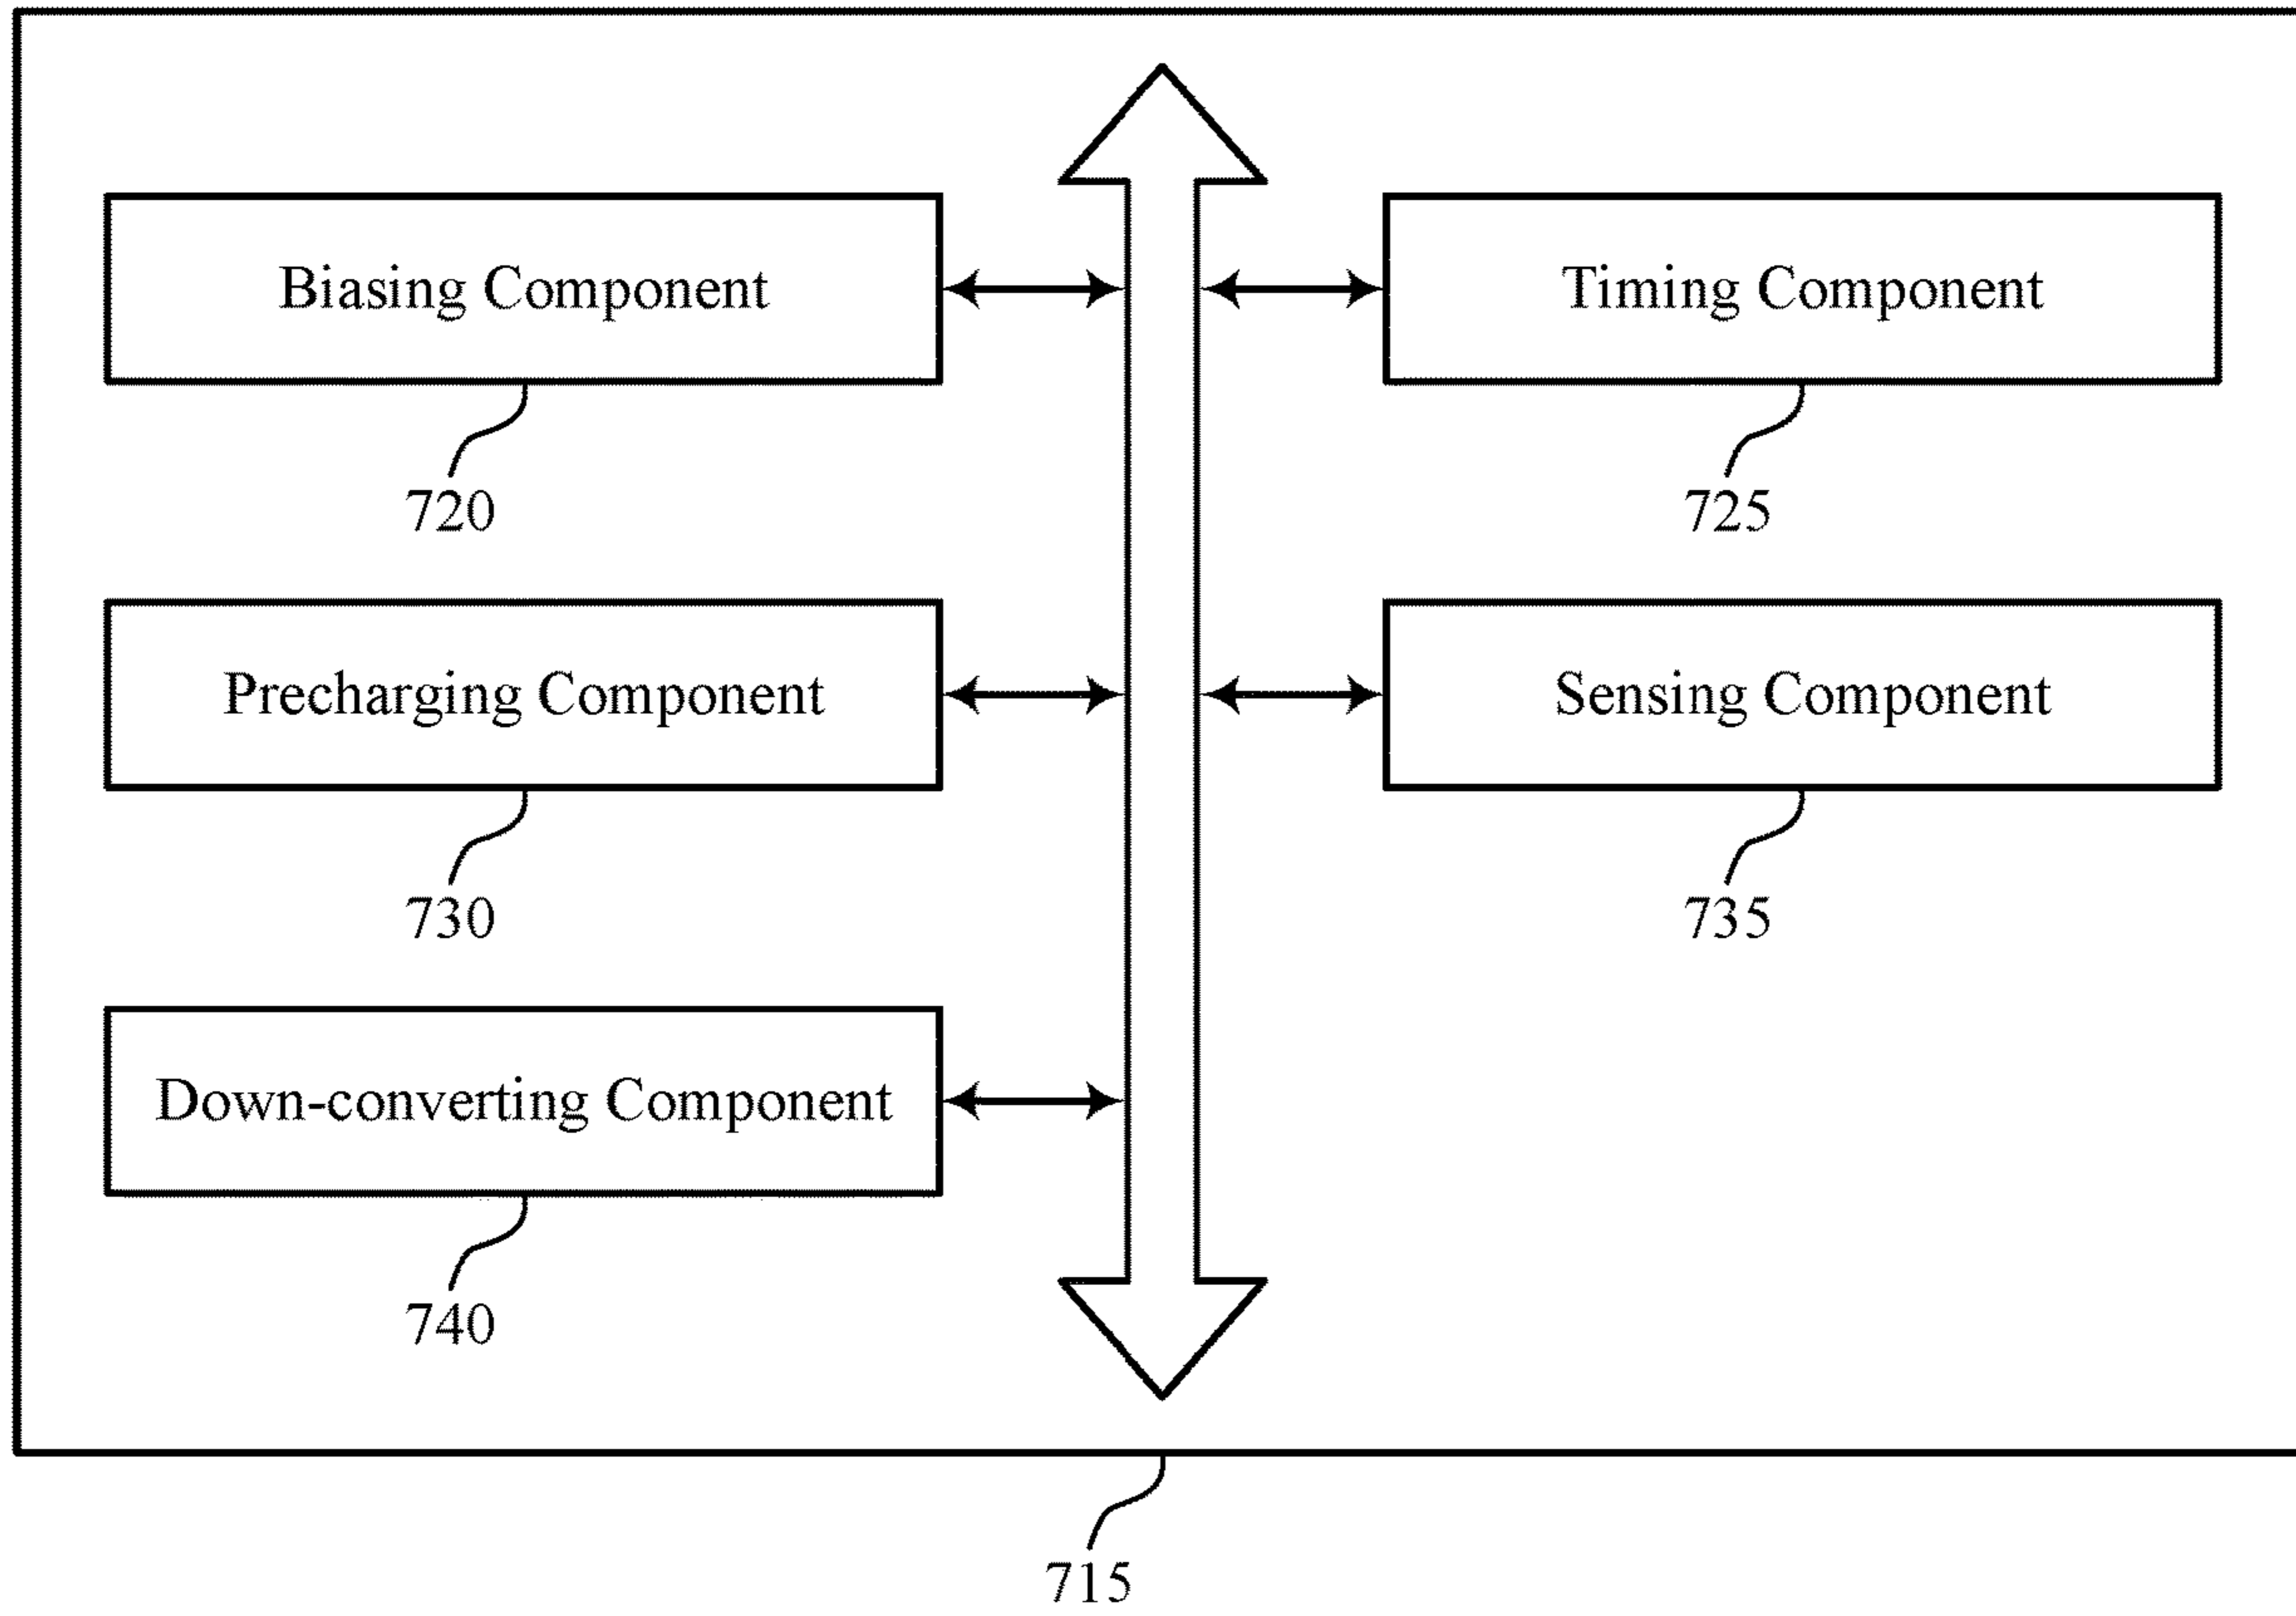 Biasing Component
Timing Component
720
725
Precharging Component
Sensing Component
730
735
Down-converting Component
740
715